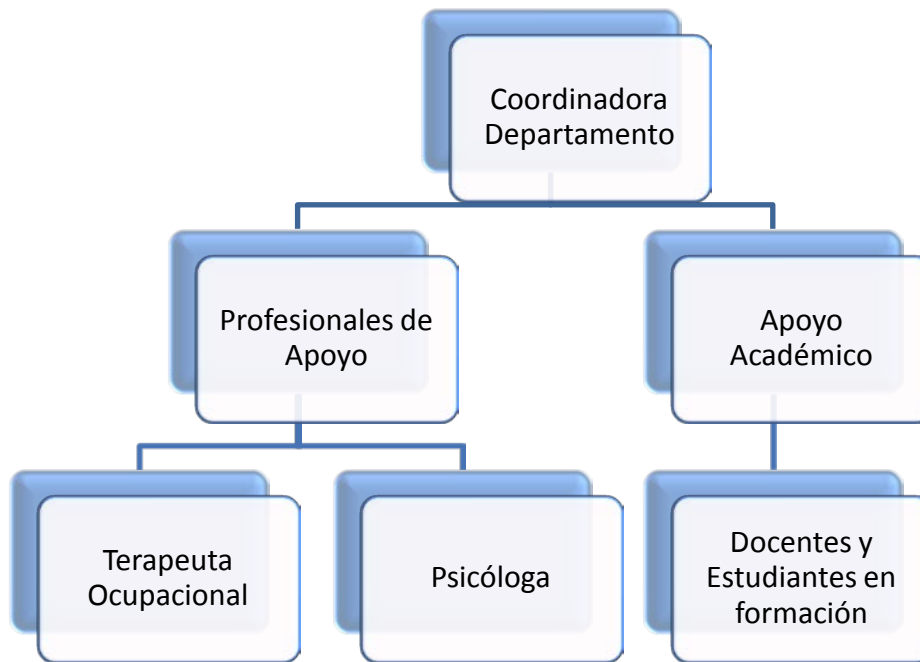 Coordinadora
Departamento
Profesionales de
Apoyo
Apoyo
Académico
Terapeuta
Ocupacional
Psicóloga
Docentes y
Estudiantes en
formación